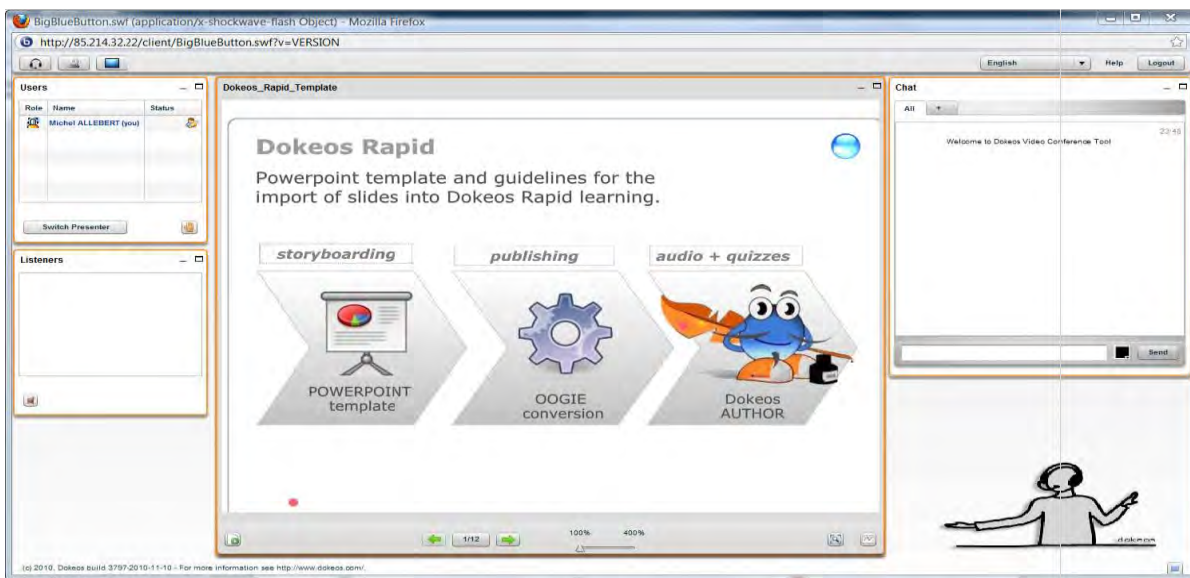 BigBlueButton.swf (application/x-shockwave-flash Object) - Mozilla Firefox
http://85.214.32.22/client/BigBlueButton.swf?v=VERSION
English
Help
Logout
Users
Role Name Status
Michel ALLEBERT (you)
Switch Presenter
Listeners
Dokeos_Rapid_Template
Dokeos Rapid
Powerpoint template and guidelines for the
import of slides into Dokeos Rapid learning.
storyboarding
publishing
audio + quizzes
POWERPOINT
template
OOGIE
conversion
Dokeos
AUTHOR
1/12
100%
400%
Chat
All +
23:48
Welcome to Dokeos Video Conference Tool
Send
dokeos
(c) 2010, Dokeos build 3797-2010-11-10 - For more information see http://www.dokeos.com/.